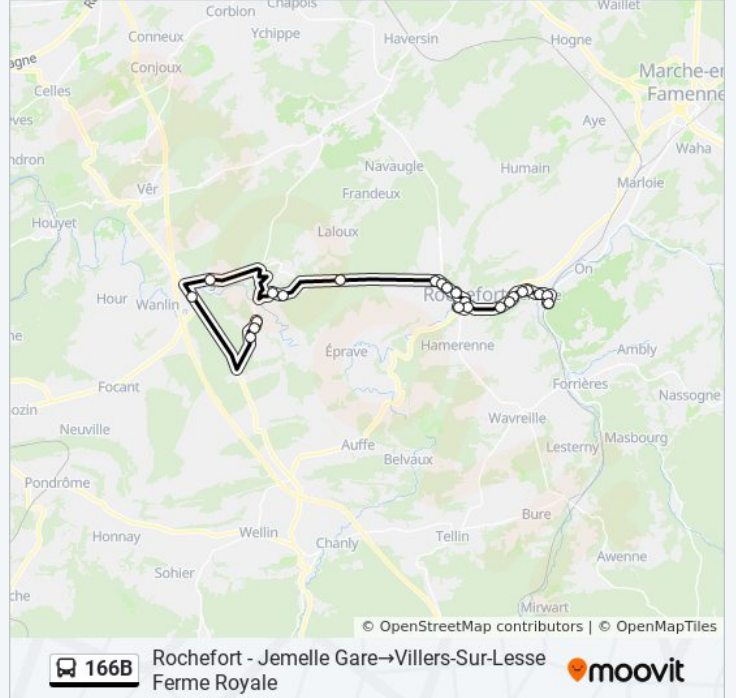 Chapois
Corbion
Waillet
Conneux
Ychippe
Haversin
Hogne
Conjoux
Marche-en
Famenne
Celles
Aye
Waha
Navaugle
Humain
Marloie
Vêr
Frandeux
Houyet
Laloux
On
Hour
Wanlin
Rochefort
Éprave
Hamerenne
Ambly
Focant
Forrières
Nassogne
Neuville
Wavreille
Auffe
Lesterny
Masbourg
Belvaux
Pondrôme
Bure
Honnay
Wellin
Chanly
Tellin
Awenne
Sohier
Mirwart
© OpenStreetMap contributors | © OpenMapTiles
166B
Rochefort - Jemelle Gare→Villers-Sur-Lesse
Ferme Royale
moovit